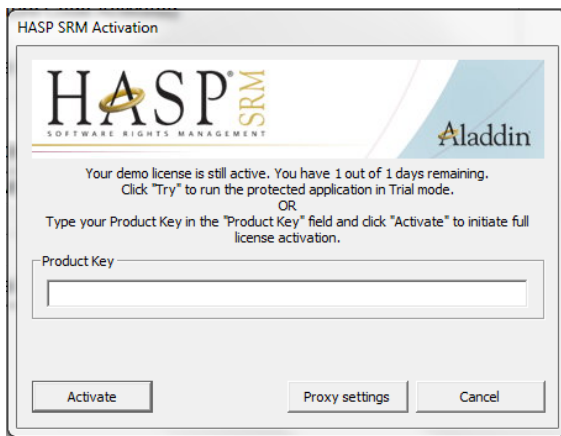 HASP SRM Activation
HASP® SRM
SOFTWARE RIGHTS MANAGEMENT
Aladdin
Your demo license is still active. You have 1 out of 1 days remaining.
Click "Try" to run the protected application in Trial mode.
OR
Type your Product Key in the "Product Key" field and click "Activate" to initiate full
license activation.
Product Key
Activate
Proxy settings
Cancel